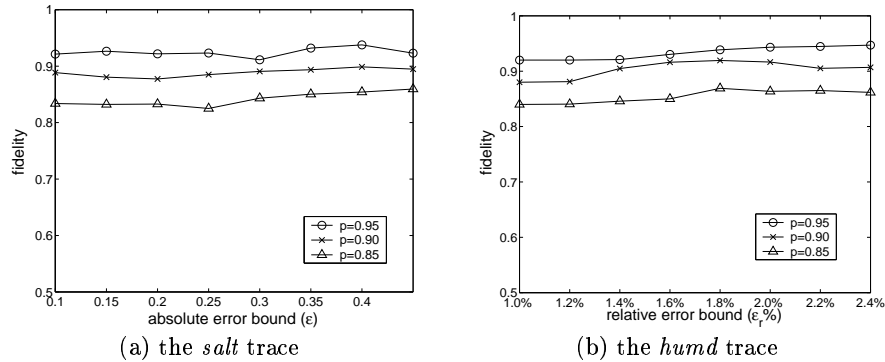 1
0.9
0.8
0.7
0.6
0.5
fidelity
0.1 0.15 0.2 0.25 0.3 0.35 0.4
absolute error bound (ε)
p=0.95
p=0.90
p=0.85
(a) the salt trace
1
0.9
0.8
0.7
0.6
0.5
fidelity
1.0% 1.2% 1.4% 1.6% 1.8% 2.0% 2.2% 2.4%
relative error bound (εr%)
p=0.95
p=0.90
p=0.85
(b) the humd trace